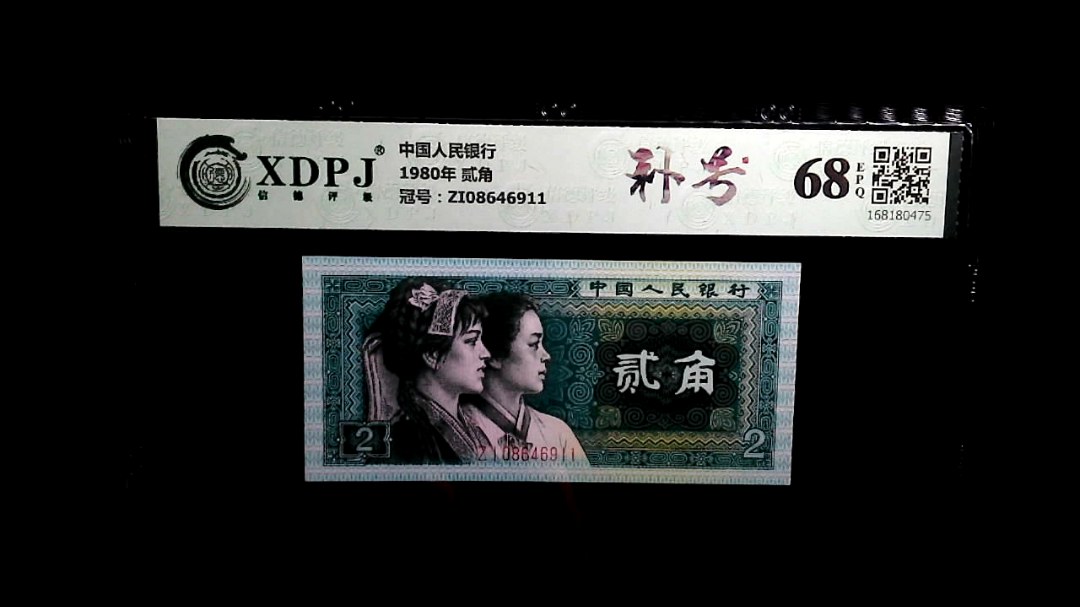 XDPJ®
信德评级
中国人民银行
1980年 贰角
冠号：ZI08646911
补号
68
EPQ
168180475
中国人民银行
贰角
2
2
ZI08646911